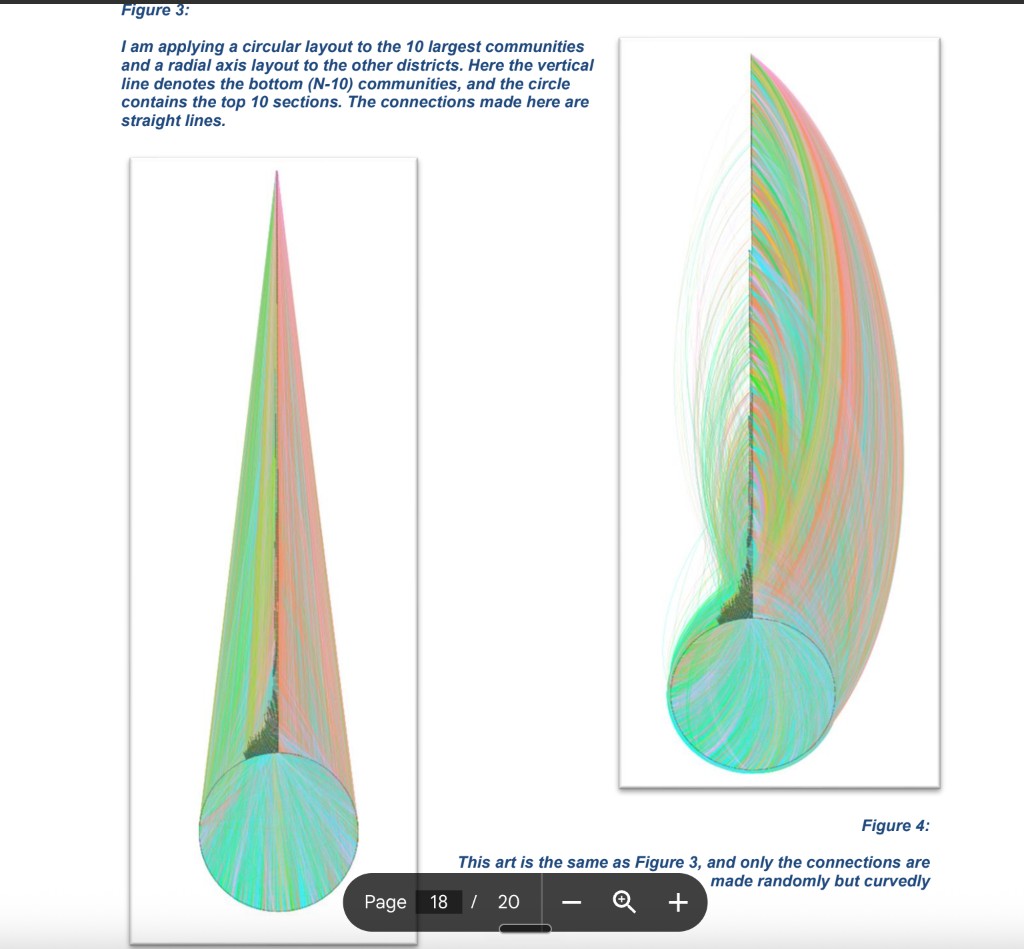 Figure 3:
I am applying a circular layout to the 10 largest communities
and a radial axis layout to the other districts. Here the vertical
line denotes the bottom (N-10) communities, and the circle
contains the top 10 sections. The connections made here are
straight lines.
Figure 4:
This art is the same as Figure 3, and only the connections are
made randomly but curvedly
Page 18 / 20